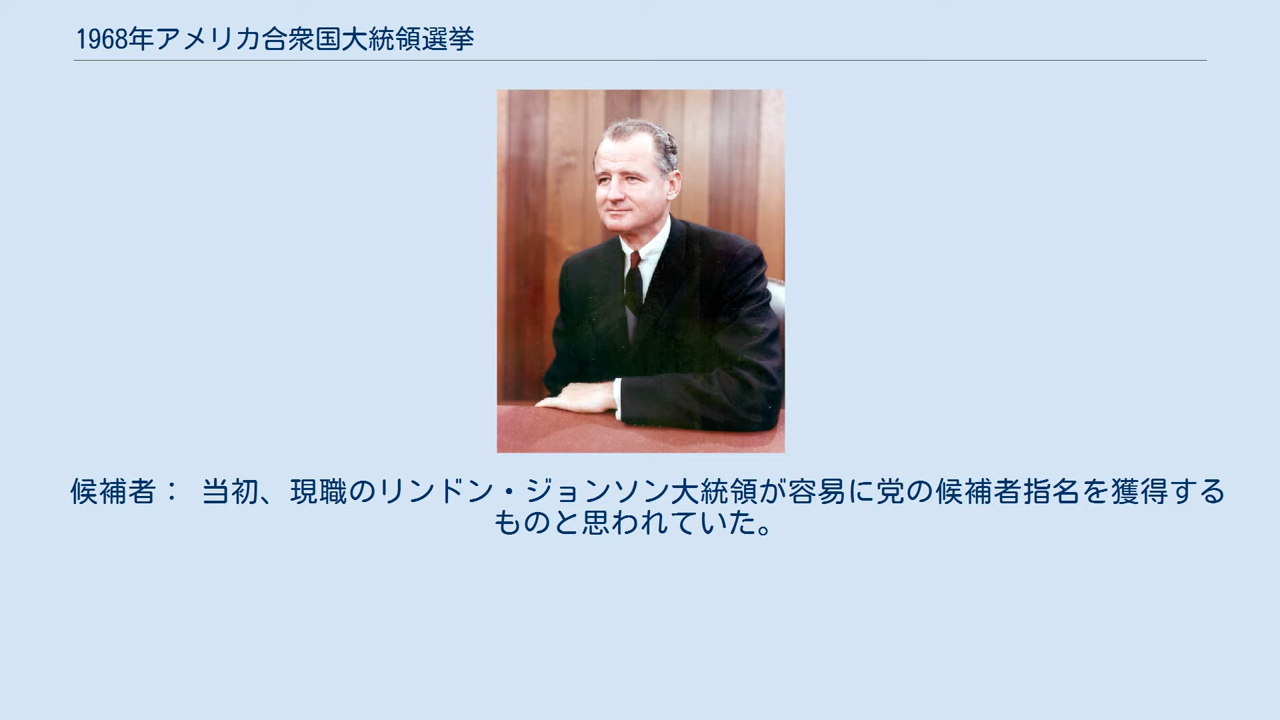 1968年アメリカ合衆国大統領選挙
候補者： 当初、現職のリンドン・ジョンソン大統領が容易に党の候補者指名を獲得する
ものと思われていた。